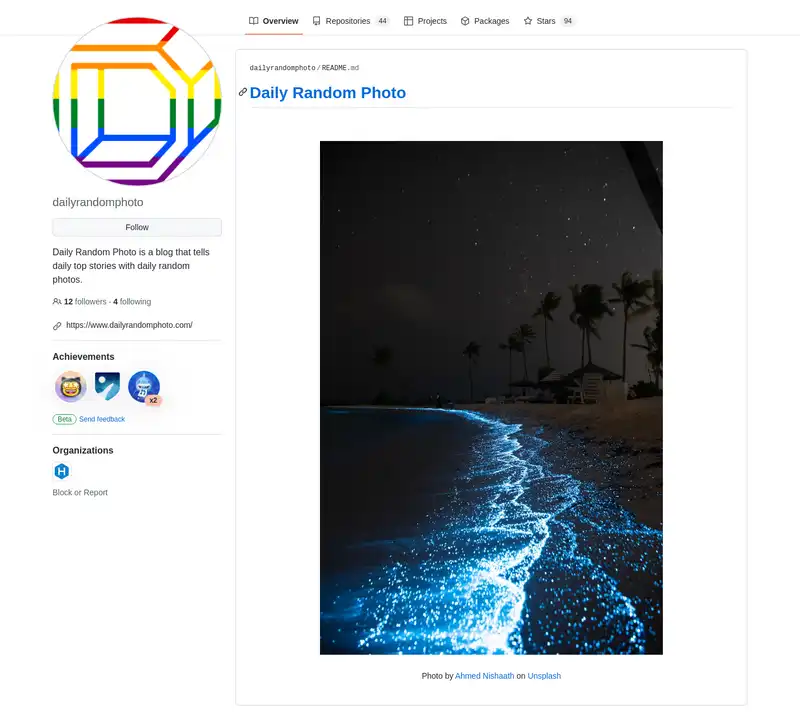 Overview
Repositories 44
Projects
Packages
Stars 94
dailyrandomphoto
Follow
Daily Random Photo is a blog that tells
daily top stories with daily random
photos.
12 followers · 4 following
https://www.dailyrandomphoto.com/
Achievements
x2
Beta Send feedback
Organizations
H
Block or Report
dailyrandomphoto/README.md
Daily Random Photo
Photo by Ahmed Nishaath on Unsplash